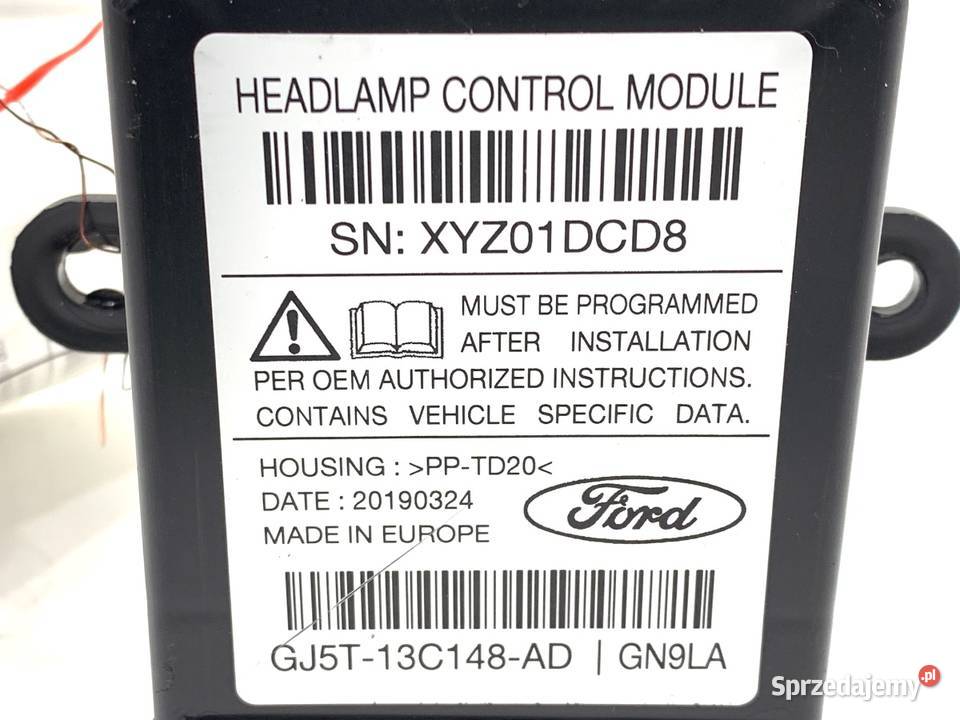 HEADLAMP CONTROL MODULE
SN: XYZ01DCD8
MUST BE PROGRAMMED
AFTER INSTALLATION
PER OEM AUTHORIZED INSTRUCTIONS.
CONTAINS VEHICLE SPECIFIC DATA.
HOUSING : >PP-TD20<
DATE : 20190324
MADE IN EUROPE
Ford
GJ5T-13C148-AD | GN9LA
Sprzedajemy.pl